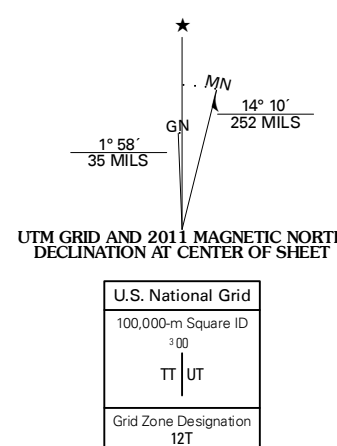 ★
MN
14° 10´
252 MILS
GN
1° 58´
35 MILS
UTM GRID AND 2011 MAGNETIC NORTH
DECLINATION AT CENTER OF SHEET
U.S. National Grid
100,000-m Square ID
3 00
TT UT
Grid Zone Designation
12T